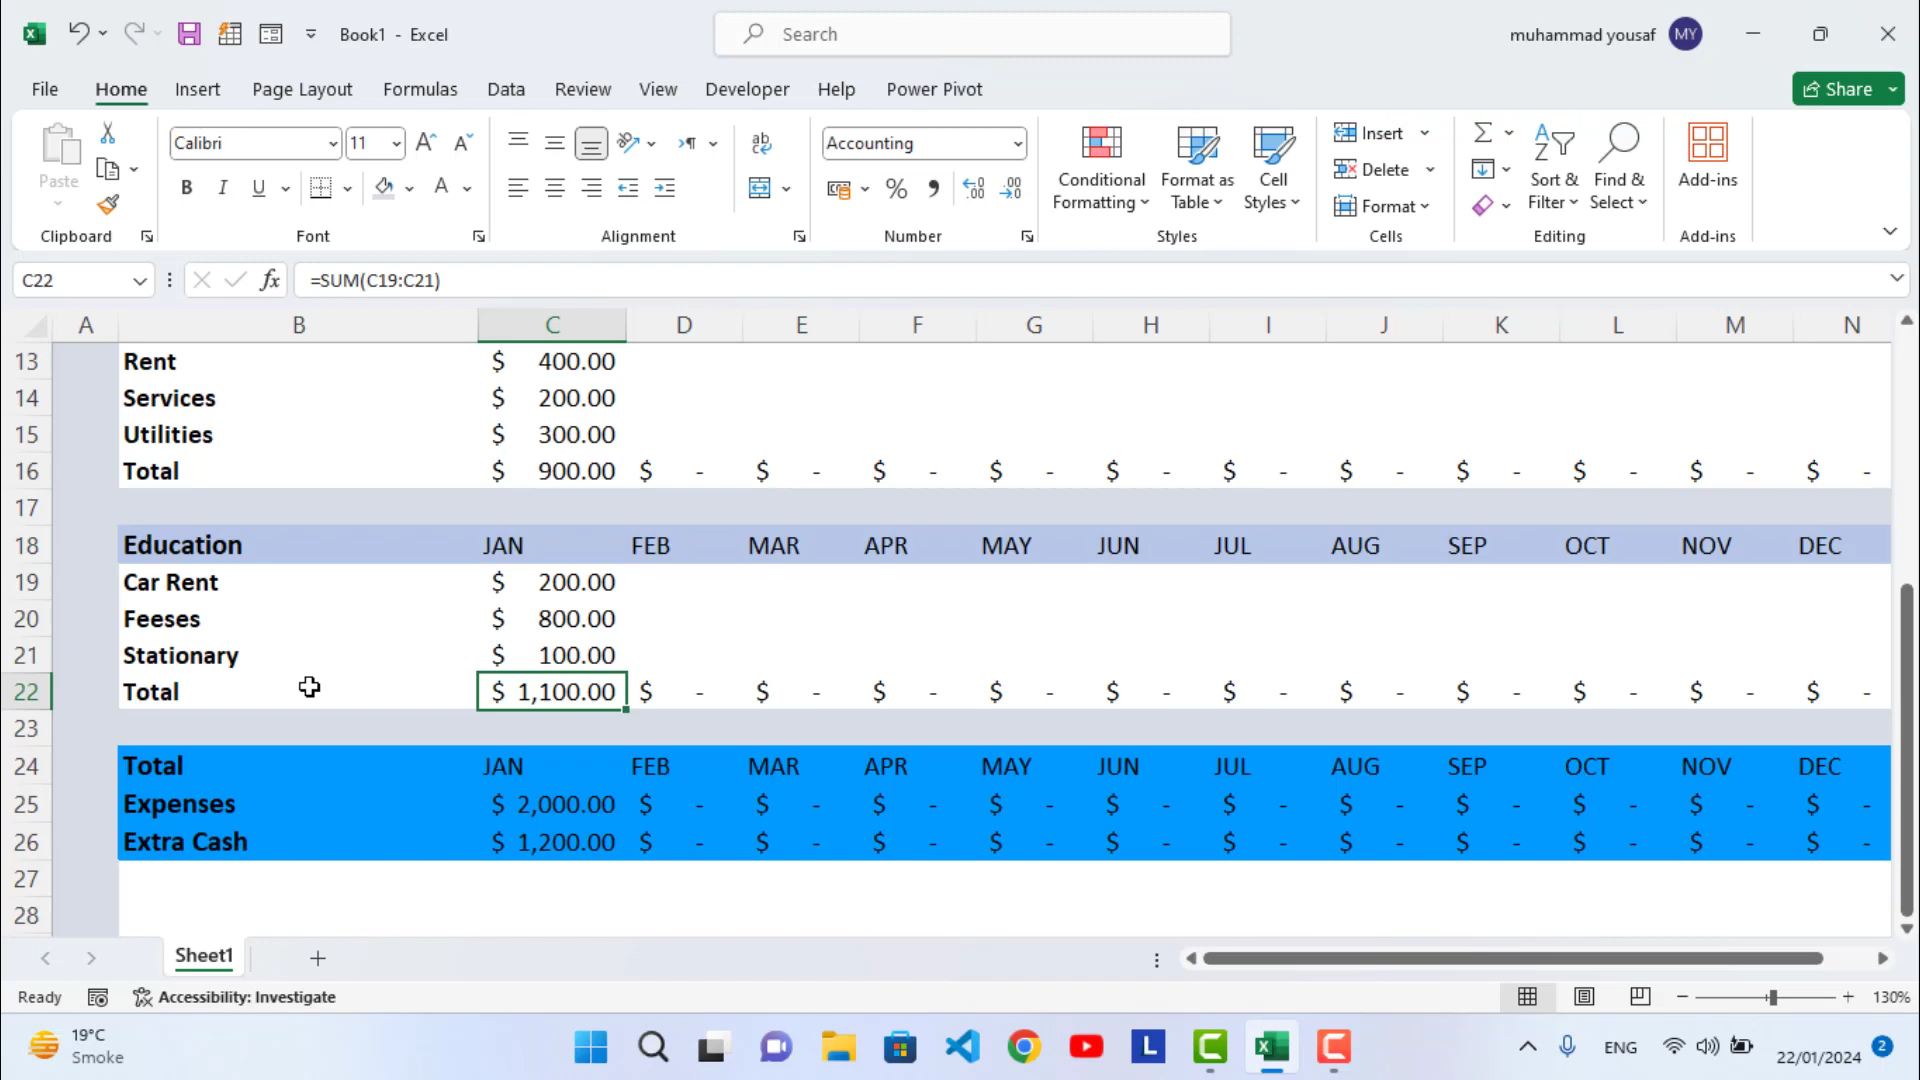 Book1 - Excel
Search
muhammad yousaf
MY
File Home Insert Page Layout Formulas Data Review View Developer Help Power Pivot
Share
Paste
Calibri
11
B I U
A
Accounting
Conditional Formatting
Format as Table
Cell Styles
Insert
Delete
Format
Sort & Filter
Find & Select
Add-ins
Clipboard Font Alignment Number Styles Cells Editing Add-ins
C22
fx
=SUM(C19:C21)
A B C D E F G H I J K L M N
13 Rent $ 400.00
14 Services $ 200.00
15 Utilities $ 300.00
16 Total $ 900.00 $ - $ - $ - $ - $ - $ - $ - $ - $ - $ - $ -
17
18 Education JAN FEB MAR APR MAY JUN JUL AUG SEP OCT NOV DEC
19 Car Rent $ 200.00
20 Feeses $ 800.00
21 Stationary $ 100.00
22 Total $ 1,100.00 $ - $ - $ - $ - $ - $ - $ - $ - $ - $ - $ -
23
24 Total JAN FEB MAR APR MAY JUN JUL AUG SEP OCT NOV DEC
25 Expenses $ 2,000.00 $ - $ - $ - $ - $ - $ - $ - $ - $ - $ - $ -
26 Extra Cash $ 1,200.00 $ - $ - $ - $ - $ - $ - $ - $ - $ - $ - $ -
27
28
Sheet1
Ready
Accessibility: Investigate
130%
19°C
Smoke
ENG
22/01/2024
2